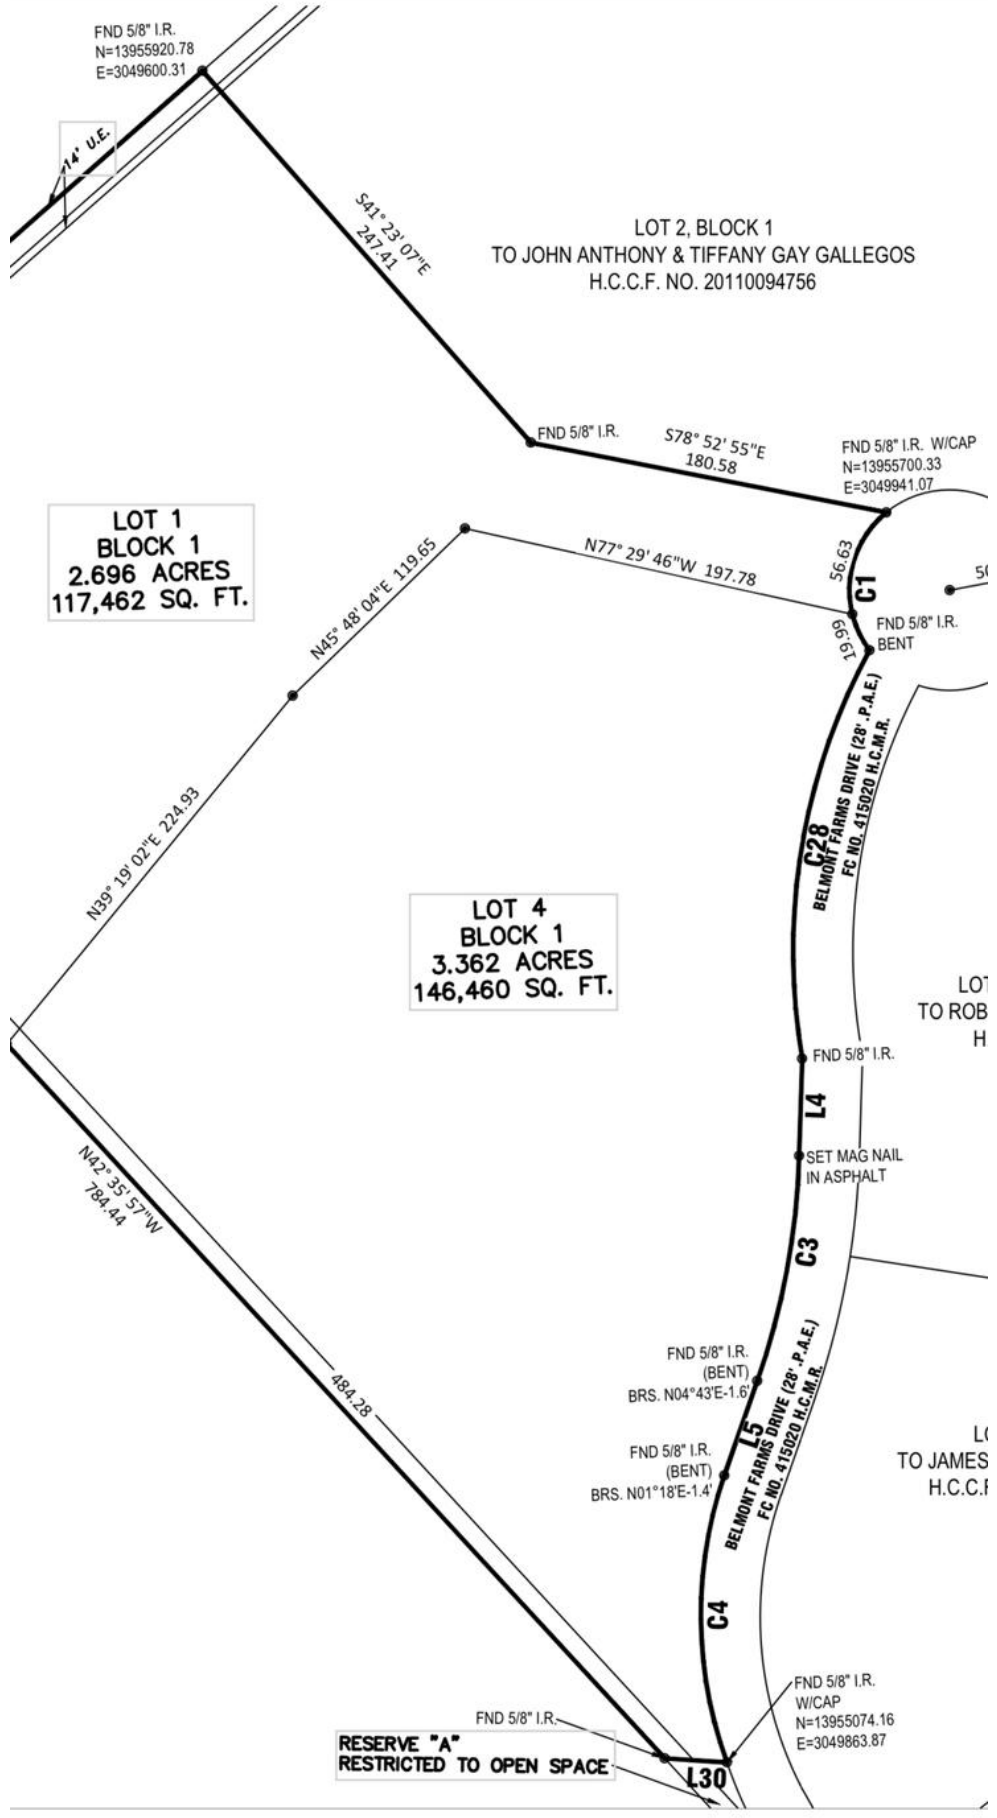 FND 5/8" I.R.
N=13955920.78
E=3049600.31
14' U.E.
S41° 23' 07"E
247.41
LOT 2, BLOCK 1
TO JOHN ANTHONY & TIFFANY GAY GALLEGOS
H.C.C.F. NO. 20110094756
FND 5/8" I.R.
S78° 52' 55"E
180.58
FND 5/8" I.R. W/CAP
N=13955700.33
E=3049941.07
LOT 1
BLOCK 1
2.696 ACRES
117,462 SQ. FT.
N45° 48' 04"E 119.65
N77° 29' 46"W 197.78
56.63
C1
50
19.99
FND 5/8" I.R.
BENT
BELMONT FARMS DRIVE (28' .P.A.E.)
FC NO. 415020 H.C.M.R.
C28
N39° 19' 02"E 224.93
LOT 4
BLOCK 1
3.362 ACRES
146,460 SQ. FT.
LOT
TO ROB
H.
FND 5/8" I.R.
L4
SET MAG NAIL
IN ASPHALT
N42° 35' 57"W
784.44
C3
FND 5/8" I.R.
(BENT)
BRS. N04°43'E-1.6'
484.28
L5
BELMONT FARMS DRIVE (28' .P.A.E.)
FC NO. 415020 H.C.M.R.
FND 5/8" I.R.
(BENT)
BRS. N01°18'E-1.4'
LO
TO JAMES
H.C.C.F
C4
FND 5/8" I.R.
W/CAP
N=13955074.16
E=3049863.87
FND 5/8" I.R.
RESERVE "A"
RESTRICTED TO OPEN SPACE
L30